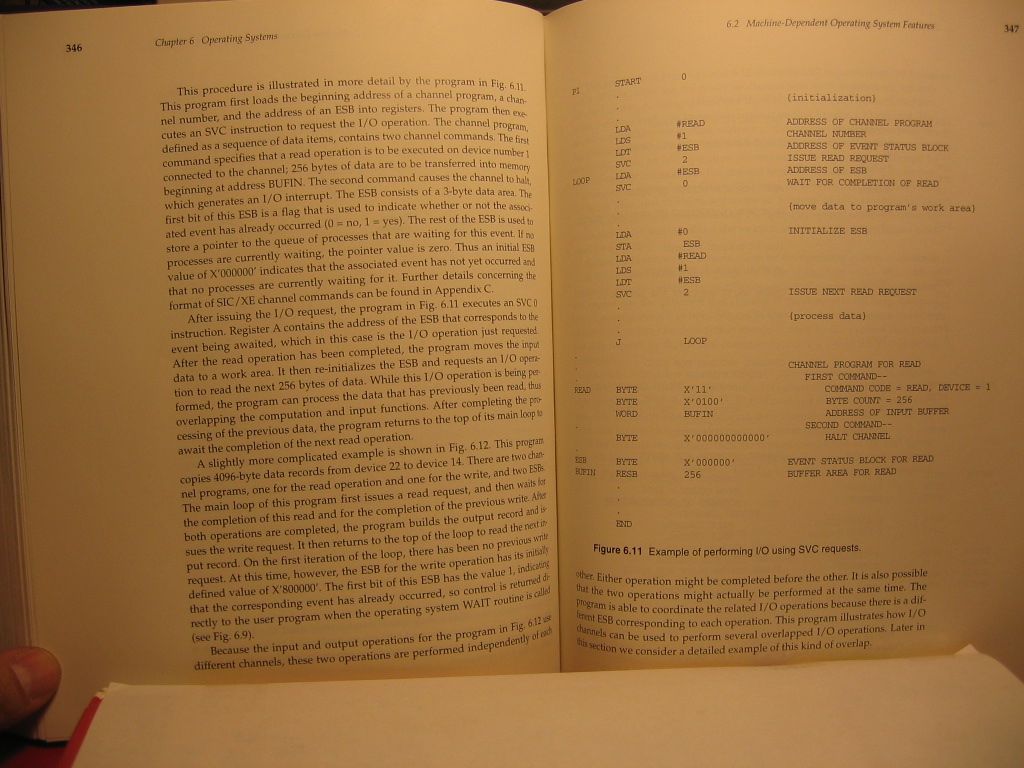 346
Chapter 6 Operating Systems
This procedure is illustrated in more detail by the program in Fig. 6.11.
This program first loads the beginning address of a channel program, a chan-
nel number, and the address of an ESB into registers. The program then exe-
cutes an SVC instruction to request the I/O operation. The channel program,
defined as a sequence of data items, contains two channel commands. The first
command specifies that a read operation is to be executed on device number 1
connected to the channel; 256 bytes of data are to be transferred into memory
beginning at address BUFIN. The second command causes the channel to halt,
which generates an I/O interrupt. The ESB consists of a 3-byte data area. The
first bit of this ESB is a flag that is used to indicate whether or not the associ-
ated event has already occurred (0 = no, 1 = yes). The rest of the ESB is used to
store a pointer to the queue of processes that are waiting for this event. If no
processes are currently waiting, the pointer value is zero. Thus an initial ESB
value of X'000000' indicates that the associated event has not yet occurred and
that no processes are currently waiting for it. Further details concerning the
format of SIC/XE channel commands can be found in Appendix C.
After issuing the I/O request, the program in Fig. 6.11 executes an SVC 0
instruction. Register A contains the address of the ESB that corresponds to the
event being awaited, which in this case is the I/O operation just requested.
After the read operation has been completed, the program moves the input
data to a work area. It then re-initializes the ESB and requests an I/O opera-
tion to read the next 256 bytes of data. While this I/O operation is being per-
formed, the program can process the data that has previously been read, thus
overlapping the computation and input functions. After completing the pro-
cessing of the previous data, the program returns to the top of its main loop to
await the completion of the next read operation.
A slightly more complicated example is shown in Fig. 6.12. This program
copies 4096-byte data records from device 22 to device 14. There are two chan-
nel programs, one for the read operation and one for the write, and two ESBs.
The main loop of this program first issues a read request, and then waits for
the completion of this read and for the completion of the previous write. After
both operations are completed, the program builds the output record and is-
sues the write request. It then returns to the top of the loop to read the next in-
put record. On the first iteration of the loop, there has been no previous write
request. At this time, however, the ESB for the write operation has its initially
defined value of X'800000'. The first bit of this ESB has the value 1, indicating
that the corresponding event has already occurred, so control is returned di-
rectly to the user program when the operating system WAIT routine is called
(see Fig. 6.9).
Because the input and output operations for the program in Fig. 6.12 use
different channels, these two operations are performed independently of each
6.2 Machine-Dependent Operating System Features
347
P1 START 0
.
. (initialization)
.
LDA #READ ADDRESS OF CHANNEL PROGRAM
LDS #1 CHANNEL NUMBER
LDT #ESB ADDRESS OF EVENT STATUS BLOCK
SVC 2 ISSUE READ REQUEST
LOOP LDA #ESB ADDRESS OF ESB
SVC 0 WAIT FOR COMPLETION OF READ
.
. (move data to program's work area)
.
LDA #0 INITIALIZE ESB
STA ESB
LDA #READ
LDS #1
LDT #ESB
SVC 2 ISSUE NEXT READ REQUEST
.
. (process data)
.
J LOOP
.
. CHANNEL PROGRAM FOR READ
. FIRST COMMAND--
READ BYTE X'11' COMMAND CODE = READ, DEVICE = 1
BYTE X'0100' BYTE COUNT = 256
WORD BUFIN ADDRESS OF INPUT BUFFER
. SECOND COMMAND--
BYTE X'000000000000' HALT CHANNEL
.
ESB BYTE X'000000' EVENT STATUS BLOCK FOR READ
BUFIN RESB 256 BUFFER AREA FOR READ
.
.
.
END
Figure 6.11 Example of performing I/O using SVC requests.
other. Either operation might be completed before the other. It is also possible
that the two operations might actually be performed at the same time. The
program is able to coordinate the related I/O operations because there is a dif-
ferent ESB corresponding to each operation. This program illustrates how I/O
channels can be used to perform several overlapped I/O operations. Later in
this section we consider a detailed example of this kind of overlap.